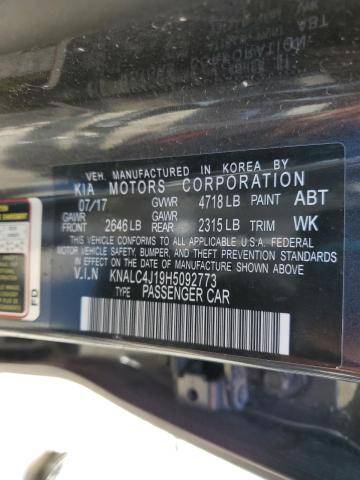 VEH. MANUFACTURED IN KOREA BY
KIA MOTORS CORPORATION
07/17 GVWR 4718 LB PAINT ABT
GAWR FRONT 2646 LB GAWR REAR 2315 LB TRIM WK
THIS VEHICLE CONFORMS TO ALL APPLICABLE U.S.A. FEDERAL
MOTOR VEHICLE SAFETY, BUMPER, AND THEFT PREVENTION STANDARDS
IN EFFECT ON THE DATE OF MANUFACTURE SHOWN ABOVE.
V.I.N KNALC4J19H5092773
TYPE: PASSENGER CAR
FD